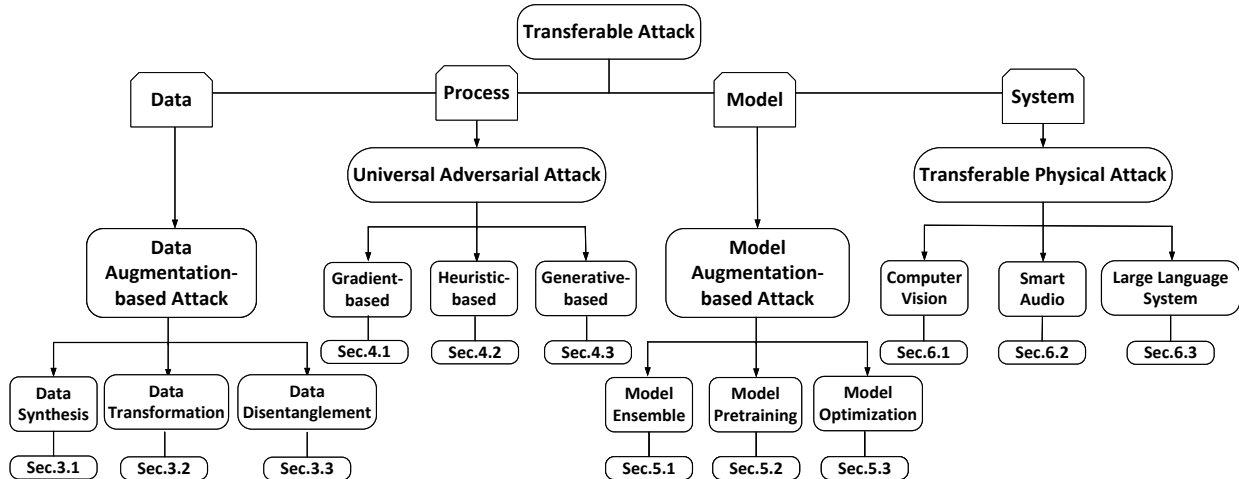 Transferable Attack
Data
Process
Model
System
Universal Adversarial Attack
Transferable Physical Attack
Data
Augmentation-
based Attack
Gradient-
based
Heuristic-
based
Generative-
based
Model
Augmentation-
based Attack
Computer
Vision
Smart
Audio
Large Language
System
Sec.4.1
Sec.4.2
Sec.4.3
Sec.6.1
Sec.6.2
Sec.6.3
Data
Synthesis
Data
Transformation
Data
Disentanglement
Model
Ensemble
Model
Pretraining
Model
Optimization
Sec.3.1
Sec.3.2
Sec.3.3
Sec.5.1
Sec.5.2
Sec.5.3